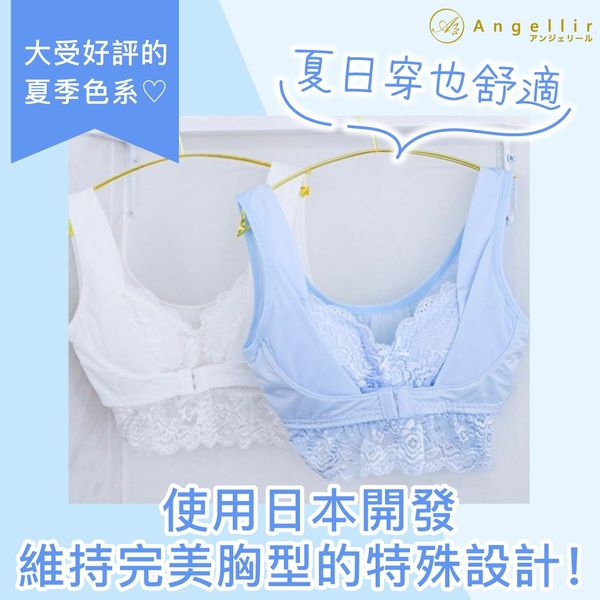 大受好評的
夏季色系♡
Angellir
アンジェリール
夏日穿也舒適
使用日本開發
維持完美胸型的特殊設計！